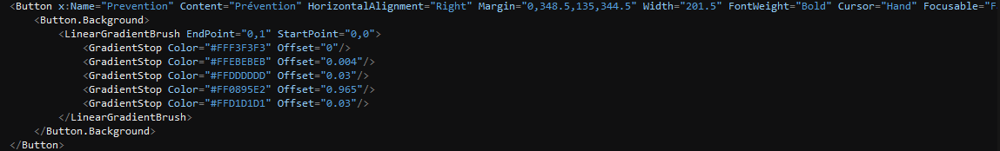 <Button x:Name="Prevention" Content="Prévention" HorizontalAlignment="Right" Margin="0,348.5,135,344.5" Width="201.5" FontWeight="Bold" Cursor="Hand" Focusable="F
<Button.Background>
<LinearGradientBrush EndPoint="0,1" StartPoint="0,0">
<GradientStop Color="#FFF3F3F3" Offset="0"/>
<GradientStop Color="#FFEBEBEB" Offset="0.004"/>
<GradientStop Color="#FFDDDDDD" Offset="0.03"/>
<GradientStop Color="#FF0895E2" Offset="0.965"/>
<GradientStop Color="#FFD1D1D1" Offset="0.03"/>
</LinearGradientBrush>
</Button.Background>
</Button>